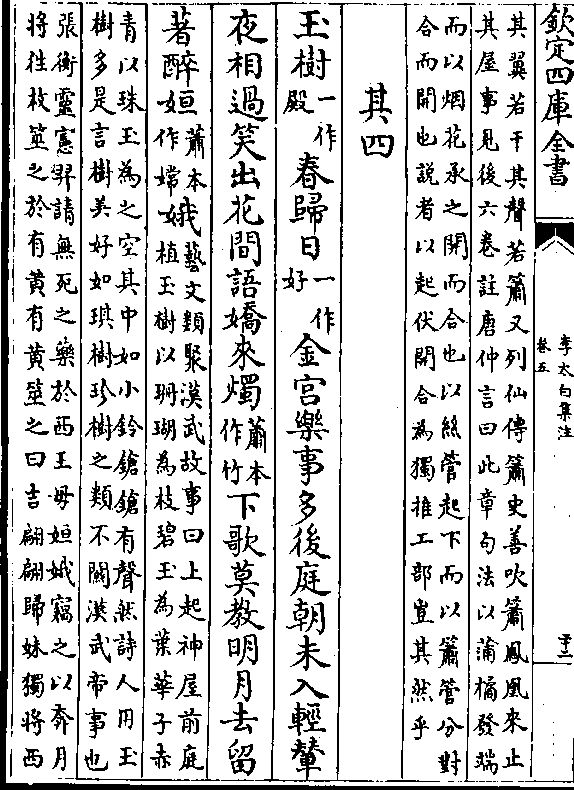 欽定四庫全書
李太白集注
卷五
其翼若干其聲若簫又列仙傳簫史善吹簫鳳凰來止
其屋事見後六卷註唐仲言曰此章句法以蒲橘發端
而以烟花承之開而合也以絲管起下而以簫管分對
合而開也説者以起伏開合為獨推工部豈其然乎
其四
玉樹一作殿春歸日一作好金宮樂事多後庭朝未入輕輦
夜相過笑出花間語嬌來燭蕭本作竹下歌莫教明月去留
著醉姮蕭本作嫦娥藝文類聚漢武故事曰上起神屋前庭植玉樹以珊瑚為枝碧玉為葉華子赤
青以珠玉為之空其中如小鈴鎗鎗有聲然詩人用玉
樹多是言樹美好如琪樹珍樹之類不闗漢武帝事也
張衡靈憲羿請無死之藥於西王母姮娥竊之以奔月
將徃枚筮之於有黄有黄筮之曰吉翩翩歸妹獨將西